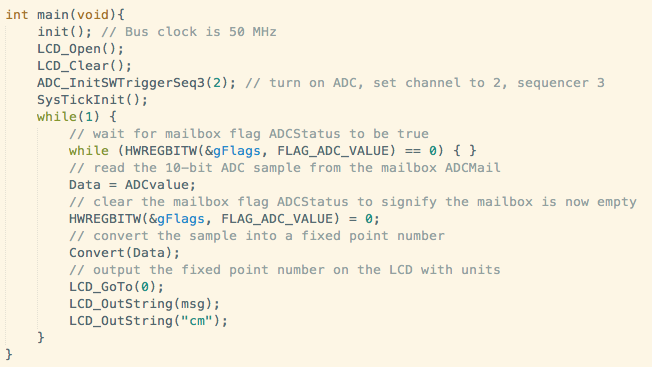 int main(void){
    init(); // Bus clock is 50 MHz
    LCD_Open();
    LCD_Clear();
    ADC_InitSWTriggerSeq3(2); // turn on ADC, set channel to 2, sequencer 3
    SysTickInit();
    while(1) {
        // wait for mailbox flag ADCStatus to be true
        while (HWREGBITW(&gFlags, FLAG_ADC_VALUE) == 0) { }
        // read the 10-bit ADC sample from the mailbox ADCMail
        Data = ADCvalue;
        // clear the mailbox flag ADCStatus to signify the mailbox is now empty
        HWREGBITW(&gFlags, FLAG_ADC_VALUE) = 0;
        // convert the sample into a fixed point number
        Convert(Data);
        // output the fixed point number on the LCD with units
        LCD_GoTo(0);
        LCD_OutString(msg);
        LCD_OutString("cm");
    }
}